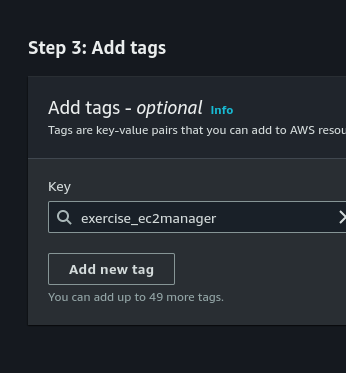 Step 3: Add tags
Add tags - optional Info
Tags are key-value pairs that you can add to AWS
Key
exercise_ec2manager
Add new tag
You can add up to 49 more tags.